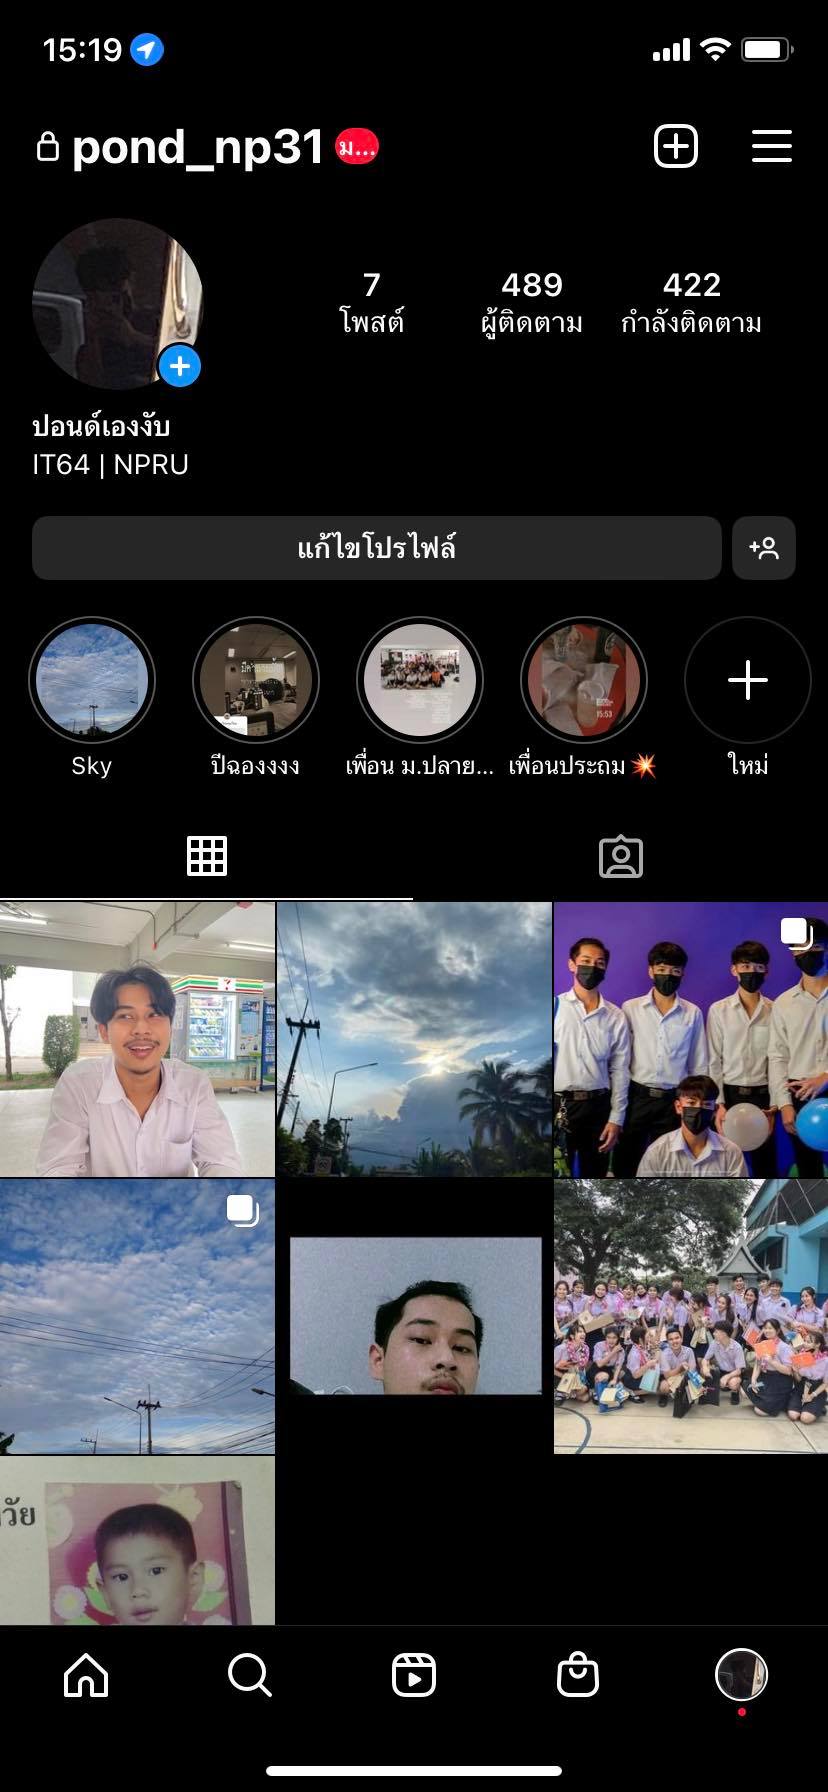 15:19
pond_np31
ม...
7
489
422
โพสต์
ผู้ติดตาม
กำลังติดตาม
ปอนด์เองงับ
IT64 | NPRU
แก้ไขโปรไฟล์
15:53
Sky
ปีฉองงงง
เพื่อน ม.ปลาย...
เพื่อนประถม 💥
ใหม่
7
วัย